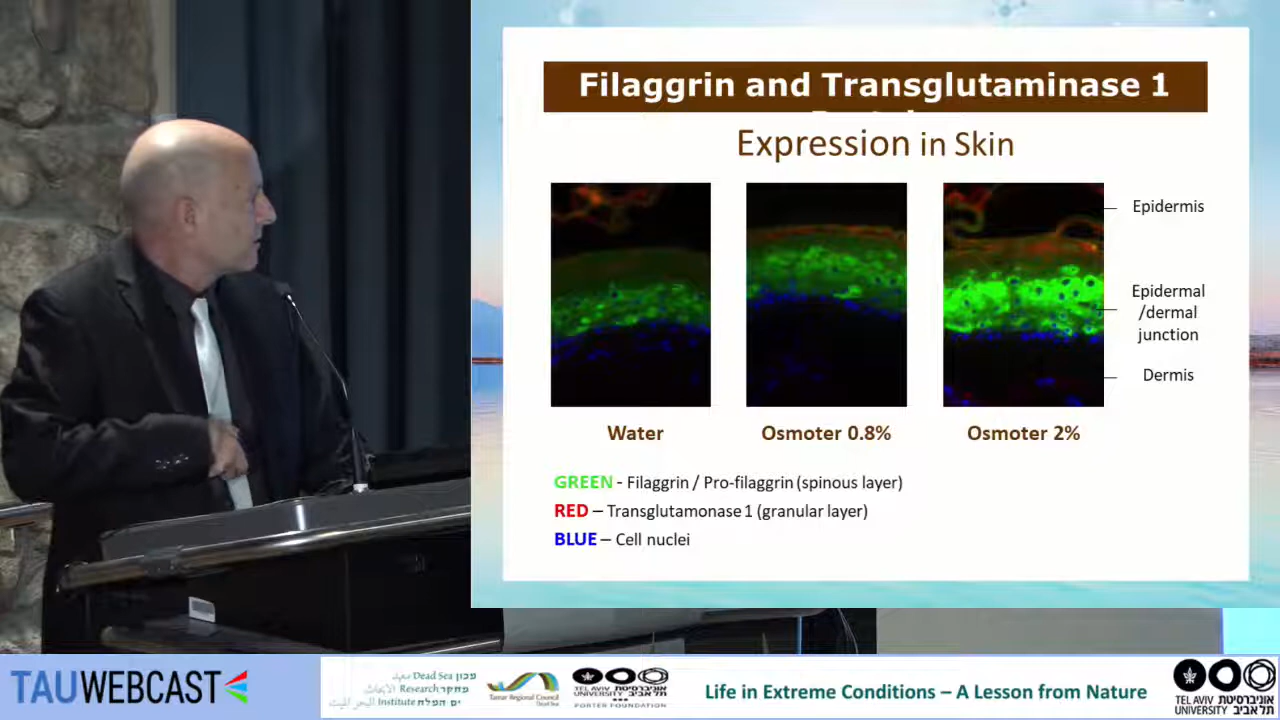 Filaggrin and Transglutaminase 1
Expression in Skin
Epidermis
Epidermal
/dermal
junction
Dermis
Water
Osmoter 0.8%
Osmoter 2%
GREEN - Filaggrin / Pro-filaggrin (spinous layer)
RED – Transglutamonase 1 (granular layer)
BLUE – Cell nuclei
TAUWEBCAST
מכון
Dead Sea
מחקר
Research
ים המלח
Institute
Tamar Regional Council
Dead Sea
TEL AVIV אוניברסיטת
UNIVERSITY תל אביב
PORTER FOUNDATION
Life in Extreme Conditions – A Lesson from Nature
TEL AVIV אוניברסיטת
UNIVERSITY תל אביב